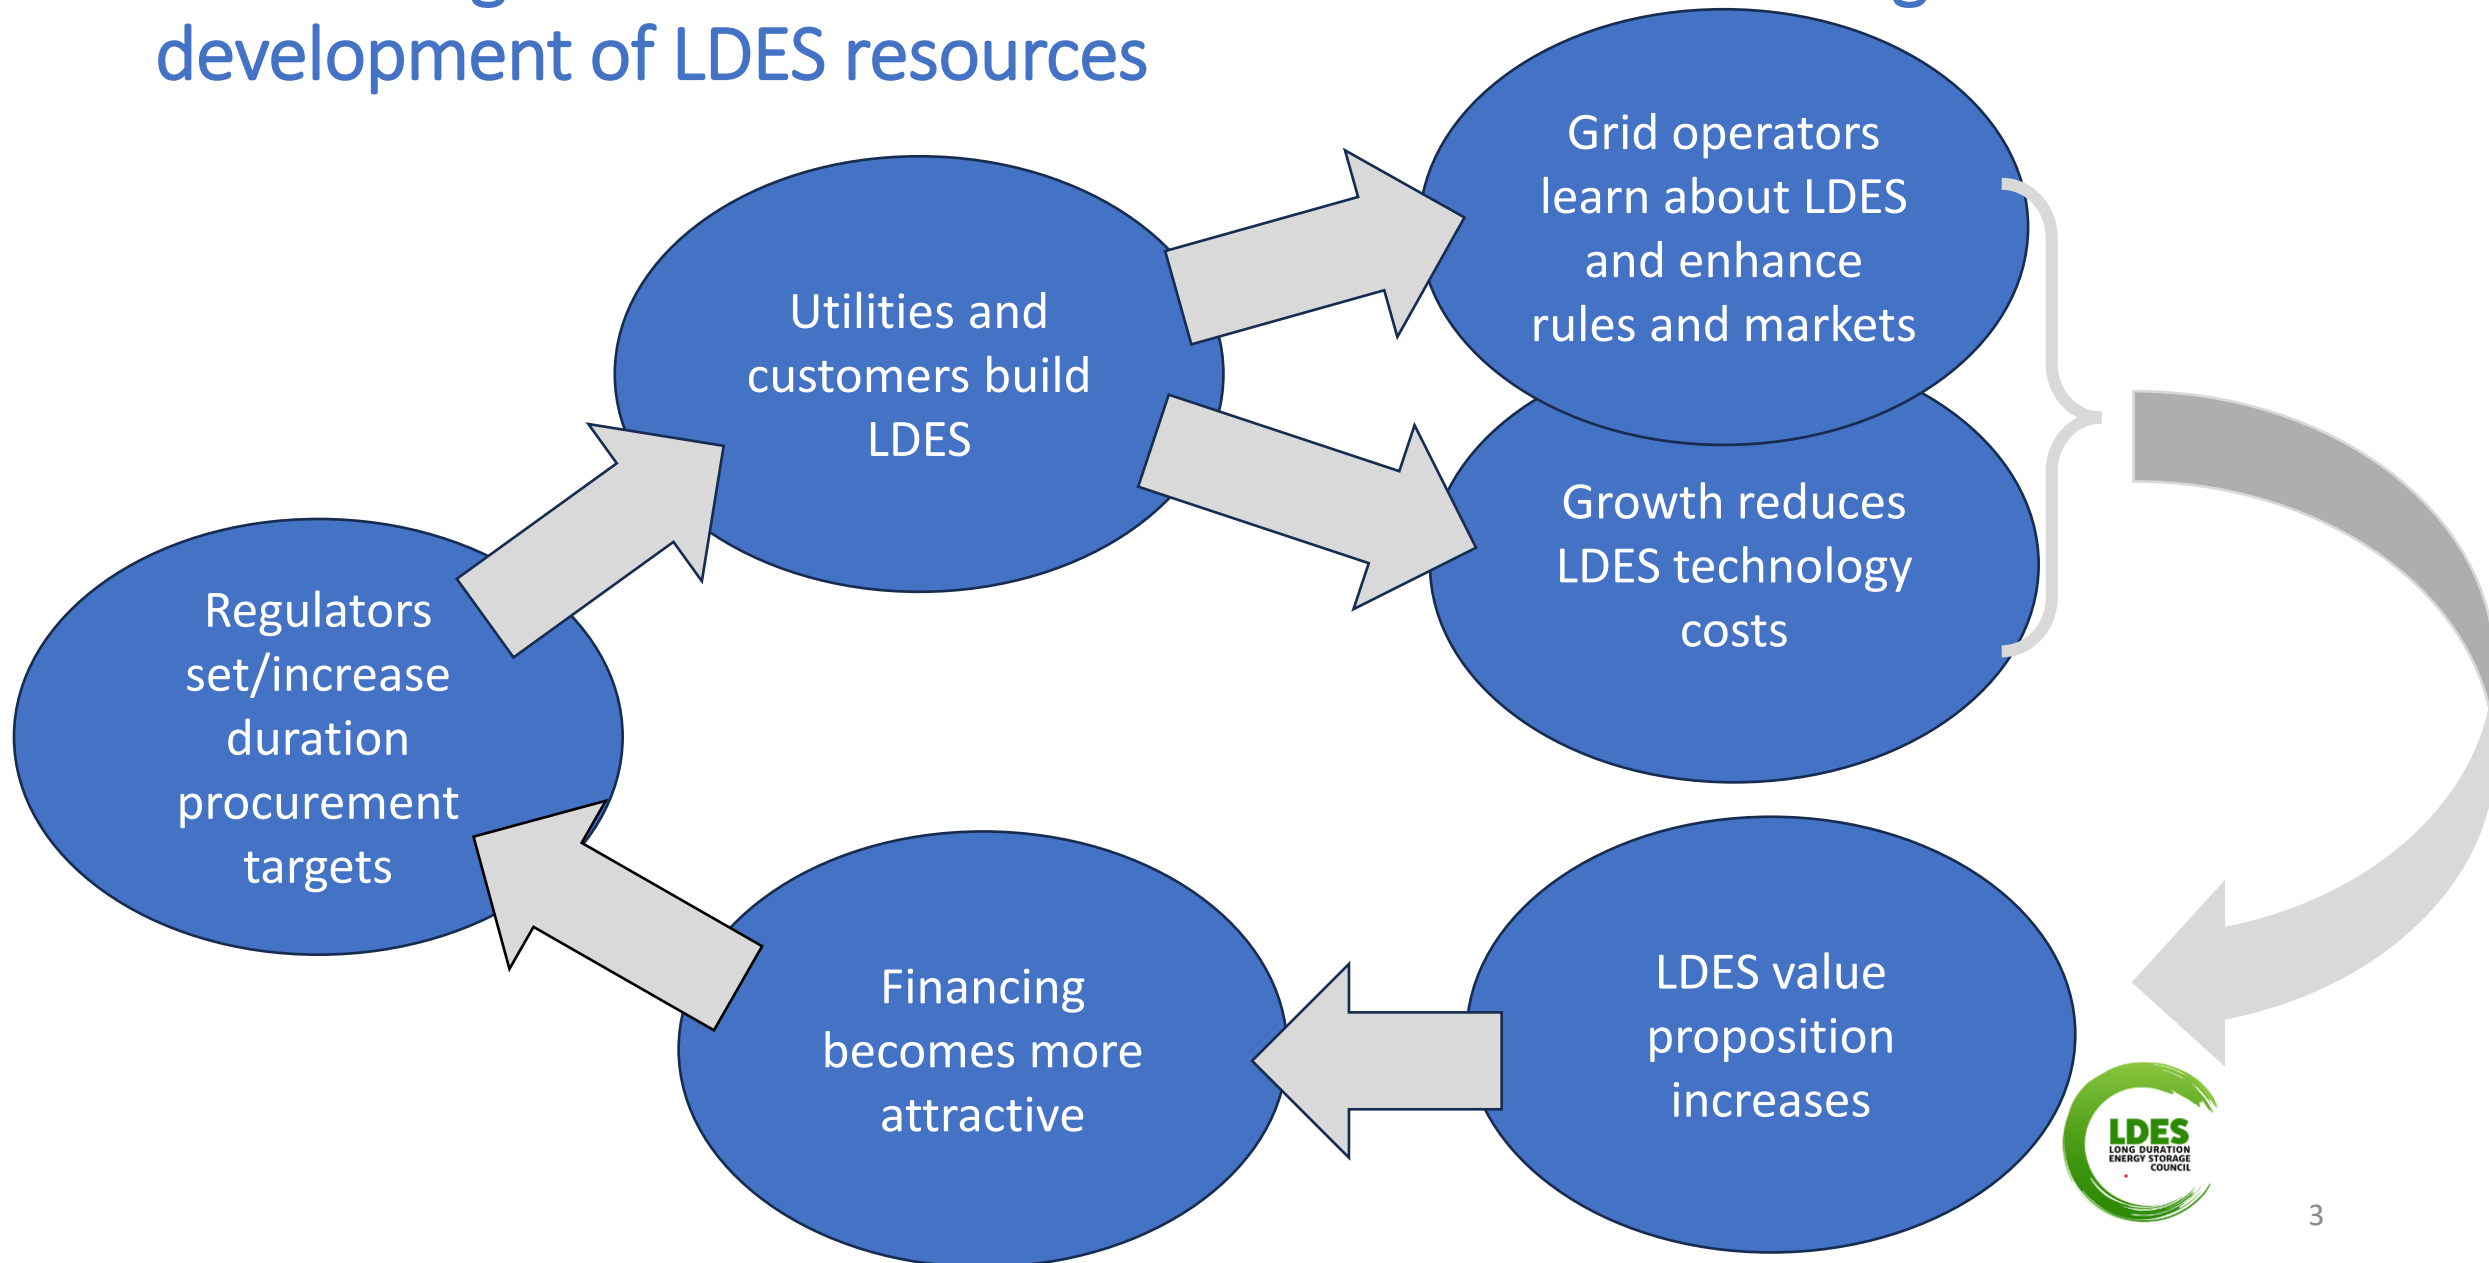 development of LDES resources
Grid operators
learn about LDES
and enhance
rules and markets
Utilities and
customers build
LDES
Growth reduces
LDES technology
costs
Regulators
set/increase
duration
procurement
targets
LDES value
proposition
increases
Financing
becomes more
attractive
LDES
LONG DURATION
ENERGY STORAGE
COUNCIL
3